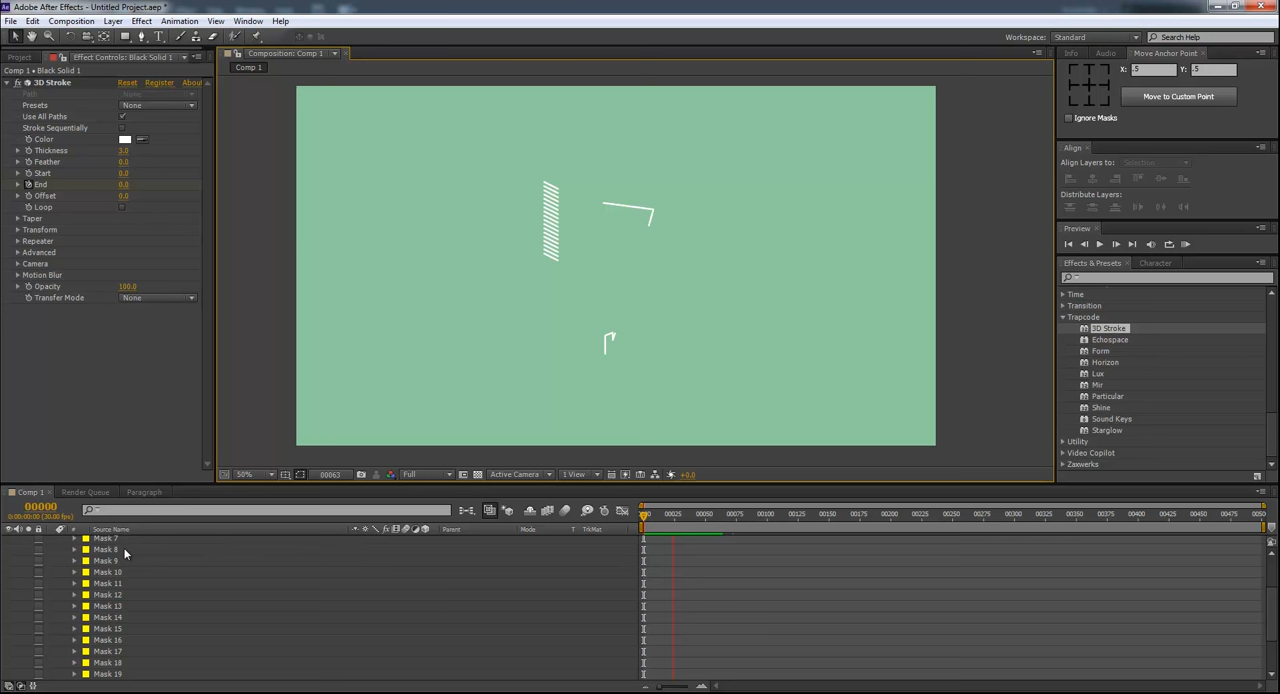 Adobe After Effects - Untitled Project.aep *
File Edit Composition Layer Effect Animation View Window Help
Workspace: Standard Search Help
Project Effect Controls: Black Solid 1
Comp 1 • Black Solid 1
fx 3D Stroke Reset Register Abou
Path None
Presets None
Use All Paths
Stroke Sequentially
Color
Thickness 3.0
Feather 0.0
Start 0.0
End 0.0
Offset 0.0
Loop
Taper
Transform
Repeater
Advanced
Camera
Motion Blur
Opacity 100.0
Transfer Mode None
Composition: Comp 1
Comp 1
50% 00063 Full Active Camera 1 View +0.0
Info Audio Move Anchor Point
X: .5 Y: .5
Move to Custom Point
Ignore Masks
Align
Align Layers to: Selection
Distribute Layers:
Preview
Effects & Presets Character
Time
Transition
Trapcode
3D Stroke
Echospace
Form
Horizon
Lux
Mir
Particular
Shine
Sound Keys
Starglow
Utility
Video Copilot
Zaxwerks
Comp 1 Render Queue Paragraph
00000
0:00:00:00 (30.00 fps)
# Source Name Parent Mode T TrkMat
00025 00050 00075 00100 00125 00150 00175 00200 00225 00250 00275 00300 00325 00350 00375 00400 00425 00450 00475 0050
Mask 7
Mask 8
Mask 9
Mask 10
Mask 11
Mask 12
Mask 13
Mask 14
Mask 15
Mask 16
Mask 17
Mask 18
Mask 19